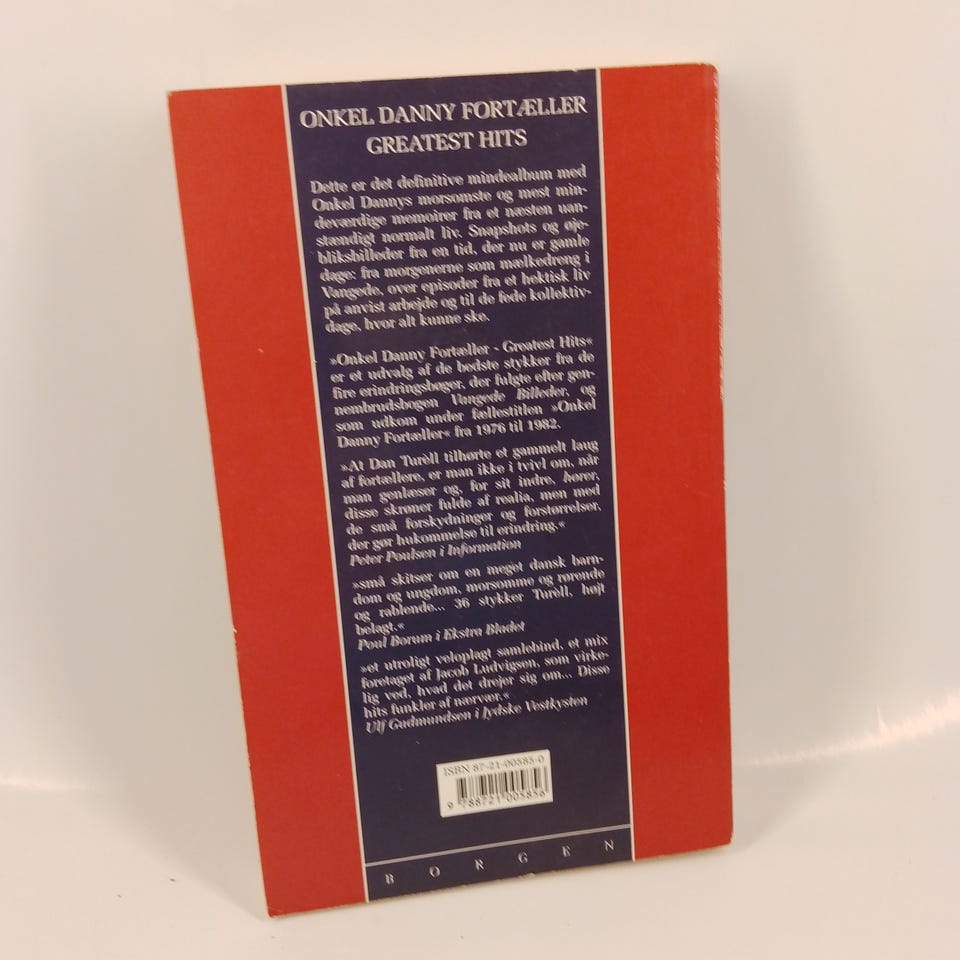 ONKEL DANNY FORTÆLLER
GREATEST HITS
Dette er det definitive mindealbum med
Onkel Dannys morsomste og mest min-
deværdige memoirer fra et næsten uan-
stændigt normalt liv. Snapshots og øje-
bliksbilleder fra en tid, der nu er gamle
dage: fra morgenerne som mælkedreng i
Vangede, over episoder fra et hektisk liv
på anvist arbejde og til de fede kollektiv-
dage, hvor alt kunne ske.
»Onkel Danny Fortæller - Greatest Hits«
er et udvalg af de bedste stykker fra de
fire erindringsbøger, der fulgte efter gen-
nembrudsbogen Vangede Billeder, og
som udkom under fællestitlen »Onkel
Danny Fortæller« fra 1976 til 1982.
»At Dan Turèll tilhørte et gammelt laug
af fortællere, er man ikke i tvivl om, når
man genlæser og, for sit indre, hører,
disse skrøner fulde af realia, men med
de små forskydninger og forstørrelser,
der gør hukommelse til erindring.«
Peter Poulsen i Information
»små skitser om en meget dansk barn-
dom og ungdom, morsomme og rørende
og rablende... 36 stykker Turèll, højt
belagt.«
Poul Borum i Ekstra Bladet
»et utroligt veloplagt samlebind, et mix
foretaget af Jacob Ludvigsen, som virke-
lig ved, hvad det drejer sig om... Disse
hits funkler af nærvær.«
Ulf Gudmundsen i Jydske Vestkysten
ISBN 87-21-00585-0
9 788721 005856
BORGEN